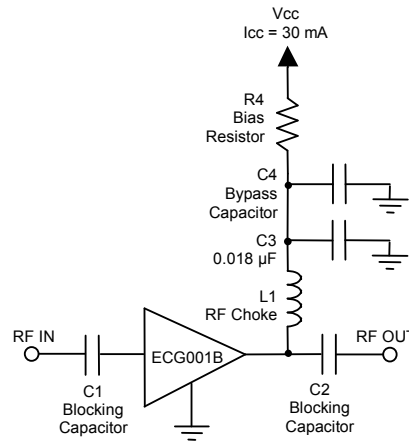 Vcc
Icc = 30 mA
R4
Bias
Resistor
C4
Bypass
Capacitor
C3
0.018 µF
L1
RF Choke
RF IN
ECG001B
RF OUT
C1
Blocking
Capacitor
C2
Blocking
Capacitor